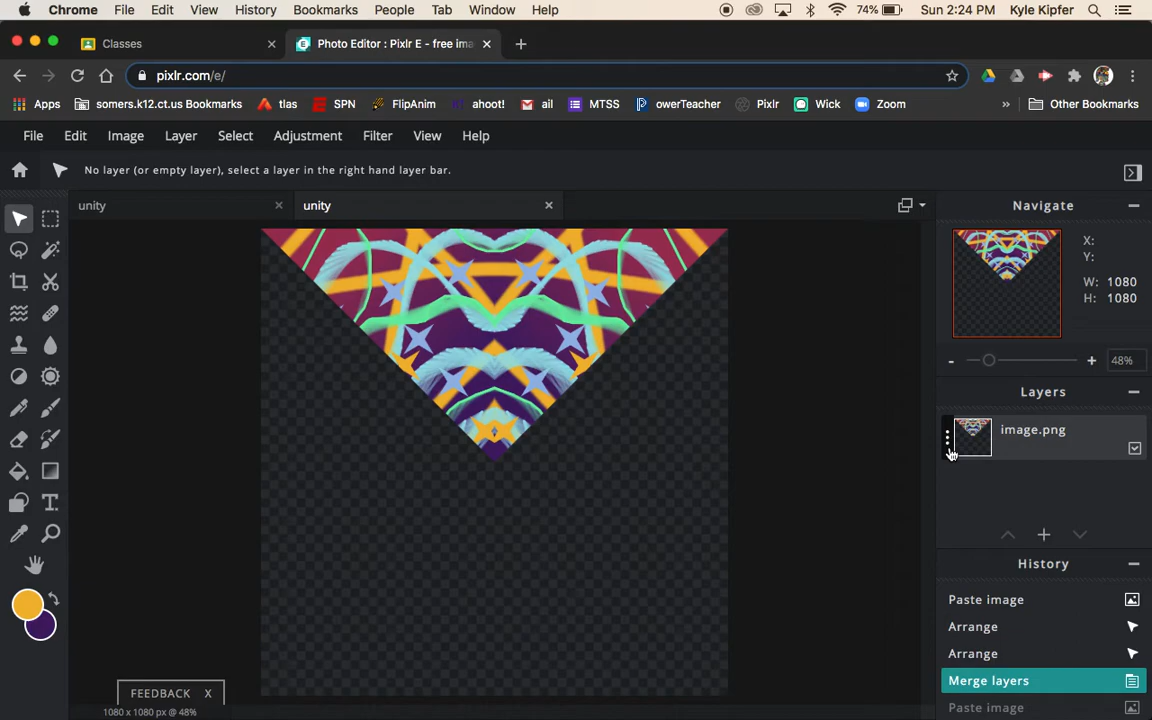 Chrome File Edit View History Bookmarks People Tab Window Help 74% Sun 2:24 PM Kyle Kipfer
Classes × Photo Editor : Pixlr E - free ima × +
pixlr.com/e/
Apps somers.k12.ct.us Bookmarks tlas SPN FlipAnim ahoot! ail MTSS owerTeacher Pixlr Wick Zoom » Other Bookmarks
File Edit Image Layer Select Adjustment Filter View Help
No layer (or empty layer), select a layer in the right hand layer bar.
unity × unity × Navigate
X:
Y:
W: 1080
H: 1080
- + 48%
Layers
image.png
History
Paste image
Arrange
Arrange
Merge layers
Paste image
FEEDBACK X
1080 x 1080 px @ 48%